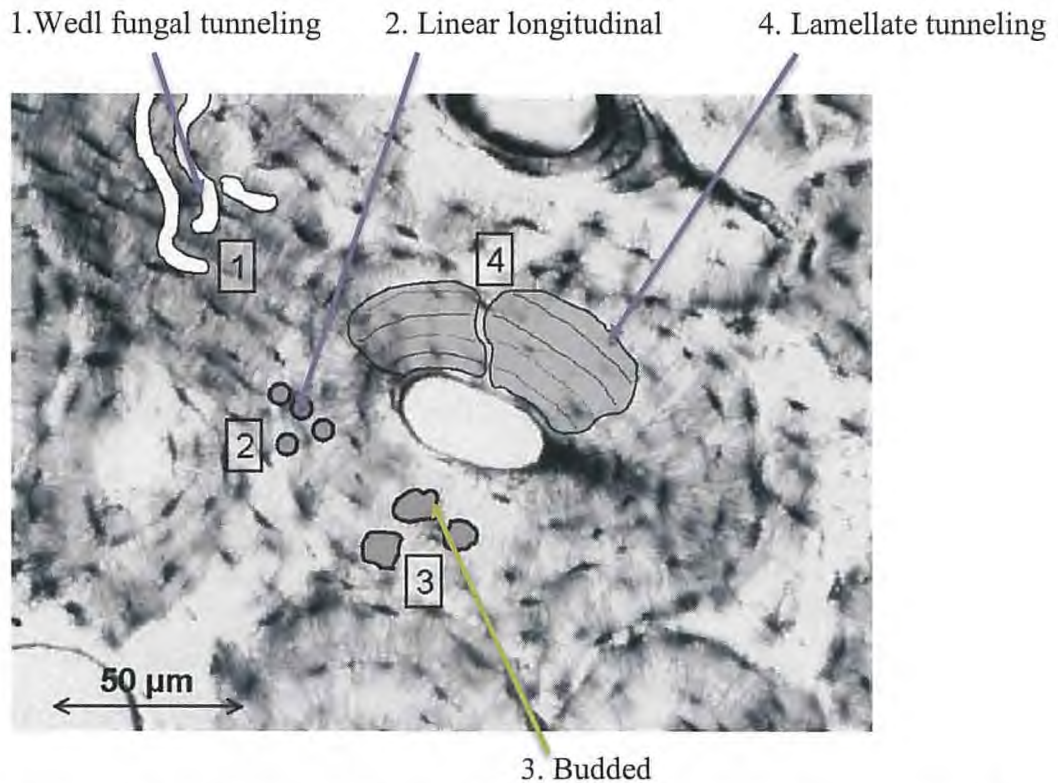 1.Wedl fungal tunneling
2. Linear longitudinal
4. Lamellate tunneling
1
4
2
3
50 µm
3. Budded